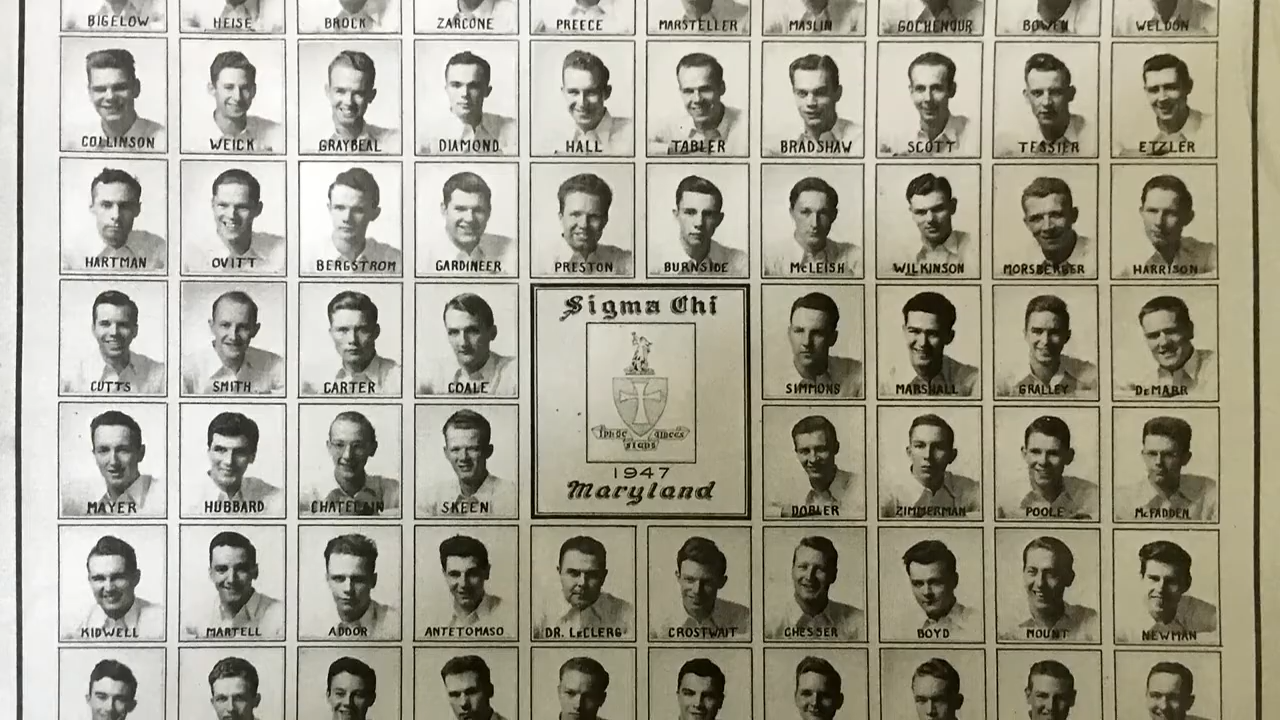 BIGELOW HEISE BROCK ZARCONE PREECE MARSTELLER MASLIN GOCHENOUR BOWEN WELDON
COLLINSON WEICK GRAYBEAL DIAMOND HALL TABLER BRADSHAW SCOTT TESSIER ETZLER
HARTMAN OVITT BERGSTROM GARDINEER PRESTON BURNSIDE McLEISH WILKINSON MORSBERGER HARRISON
Sigma Chi
CUTTS SMITH CARTER COALE SIMMONS MARSHALL GRALLEY DeMARR
1947
Maryland
MAYER HUBBARD CHATELAIN SKEEN DOBLER ZIMMERMAN POOLE McFADDEN
KIDWELL MARTELL ADDOR ANTETOMASO DR. LeCLERG CROSTWAIT CHESSER BOYD MOUNT NEWMAN